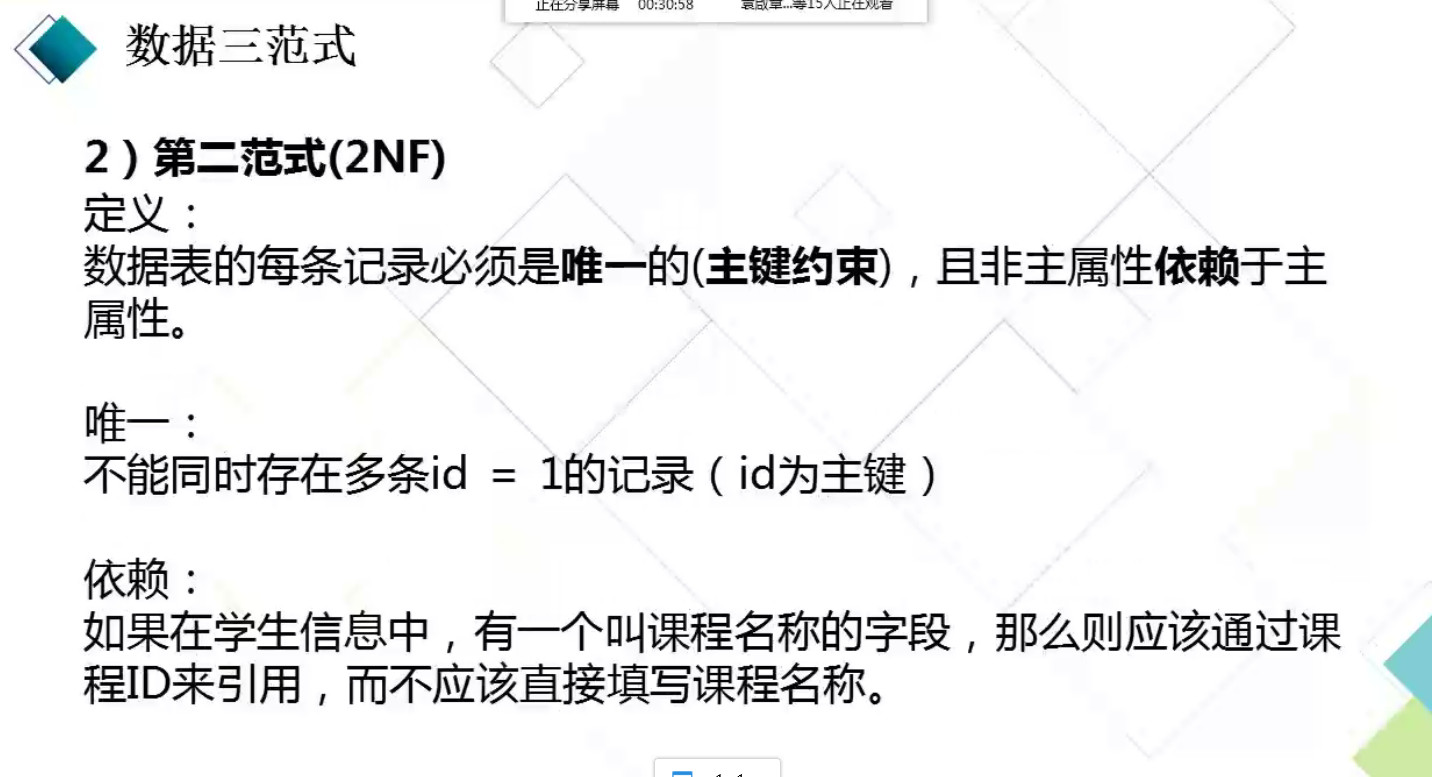 正在分享屏幕 00:30:58 袁成章...等15人正在观看
数据三范式
2）第二范式(2NF)
定义：
数据表的每条记录必须是唯一的(主键约束)，且非主属性依赖于主
属性。
唯一：
不能同时存在多条id = 1的记录（id为主键）
依赖：
如果在学生信息中，有一个叫课程名称的字段，那么则应该通过课
程ID来引用，而不应该直接填写课程名称。